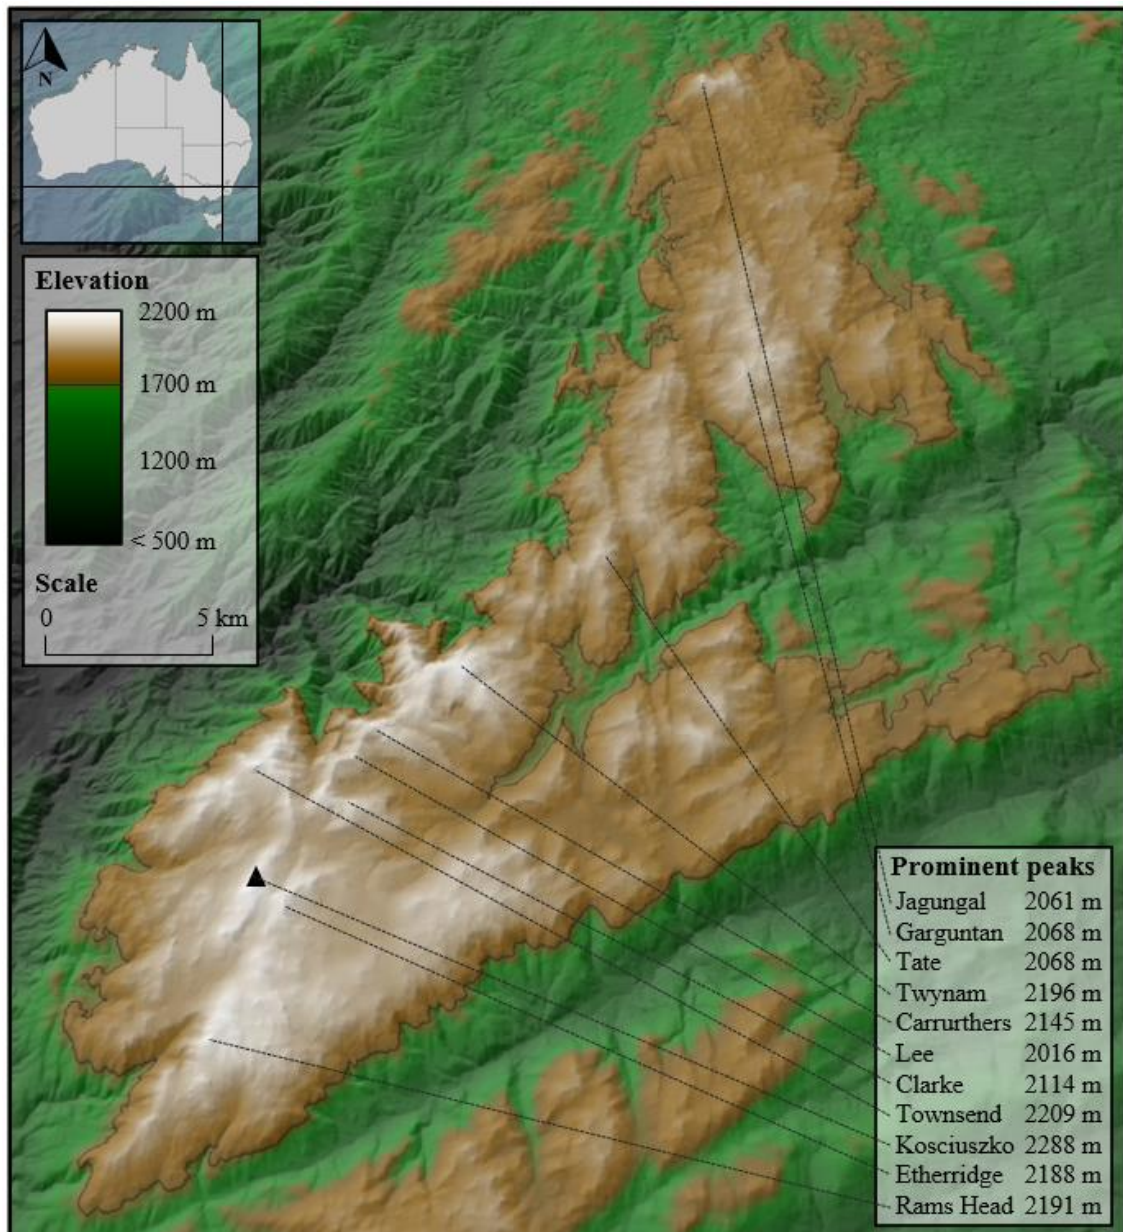 N
Elevation
2200 m
1700 m
1200 m
< 500 m
Scale
0 5 km
Prominent peaks
Jagungal 2061 m
Garguntan 2068 m
Tate 2068 m
Twynam 2196 m
Carrurthers 2145 m
Lee 2016 m
Clarke 2114 m
Townsend 2209 m
Kosciuszko 2288 m
Etherridge 2188 m
Rams Head 2191 m